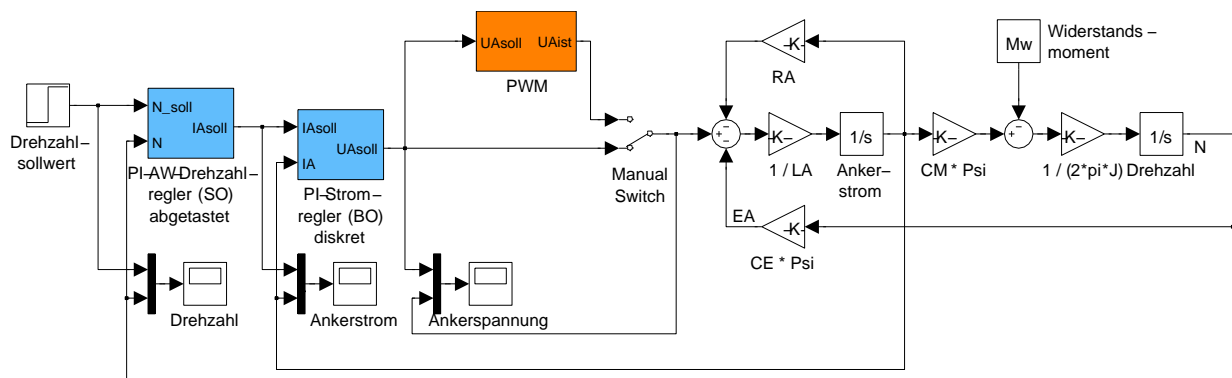 Drehzahl–
sollwert
N_soll
N
IAsoll
PI–AW–Drehzahl–
regler (SO)
abgetastet
IAsoll
IA
UAsoll
PI–Strom–
regler (BO)
diskret
UAsoll
UAist
PWM
Manual
Switch
-K-
RA
+
−
−
-K-
1 / LA
1/s
Anker–
strom
EA
-K-
CE * Psi
-K-
CM * Psi
Mw
Widerstands –
moment
+
−
-K-
1 / (2*pi*J)
1/s
Drehzahl
N
Drehzahl
Ankerstrom
Ankerspannung